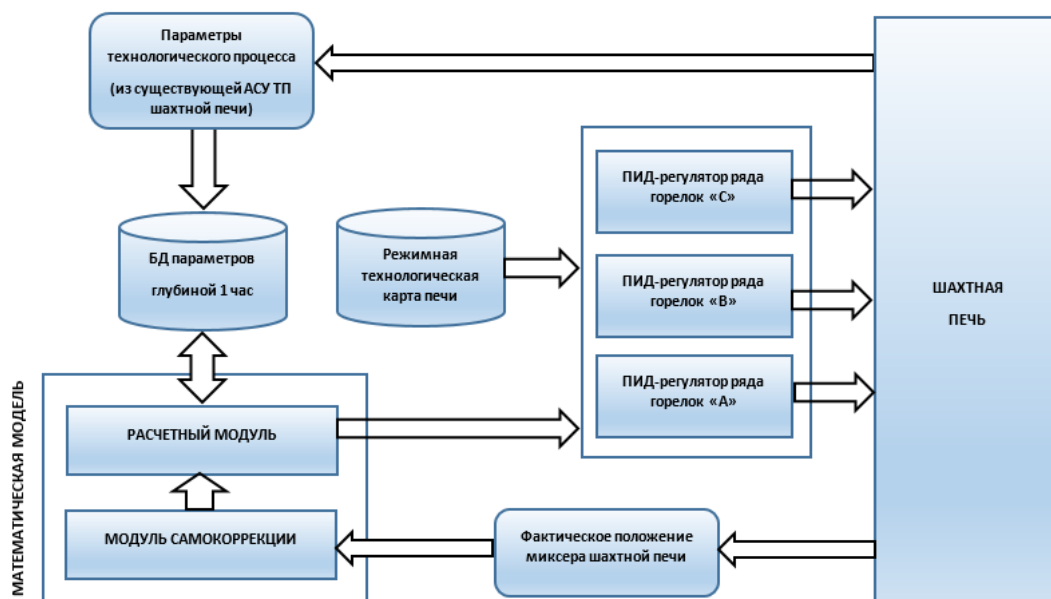 Параметры
технологического процесса
(из существующей АСУ ТП
шахтной печи)
БД параметров
глубиной 1 час
Режимная
технологическая
карта печи
ПИД-регулятор ряда
горелок «С»
ПИД-регулятор ряда
горелок «В»
ПИД-регулятор ряда
горелок «А»
ШАХТНАЯ
ПЕЧЬ
МАТЕМАТИЧЕСКАЯ МОДЕЛЬ
РАСЧЕТНЫЙ МОДУЛЬ
МОДУЛЬ САМОКОРРЕКЦИИ
Фактическое положение
миксера шахтной печи